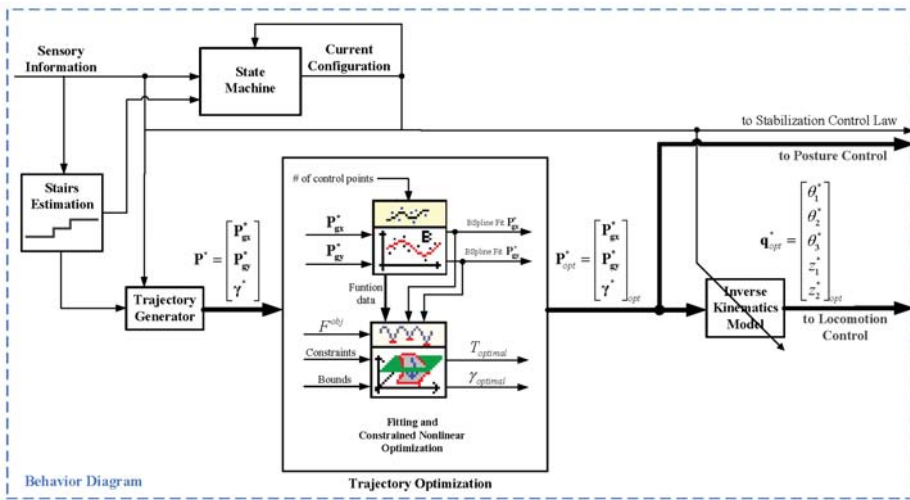 Sensory
Information
State
Machine
Current
Configuration
to Stabilization Control Law
to Posture Control
Stairs
Estimation
# of control points
P*gx
P*gy
B
BSpline Fit P*gx
BSpline Fit P*gy
Funtion
data
P* = [P*gx P*gy γ*]
P*opt = [P*gx P*gy γ*]opt
q*opt = [θ*1 θ*2 θ*3 z*1 z*2]opt
Trajectory
Generator
Inverse
Kinematics
Model
to Locomotion
Control
F^obj
Constraints
Bounds
Toptimal
γoptimal
Fitting and
Constrained Nonlinear
Optimization
Trajectory Optimization
Behavior Diagram